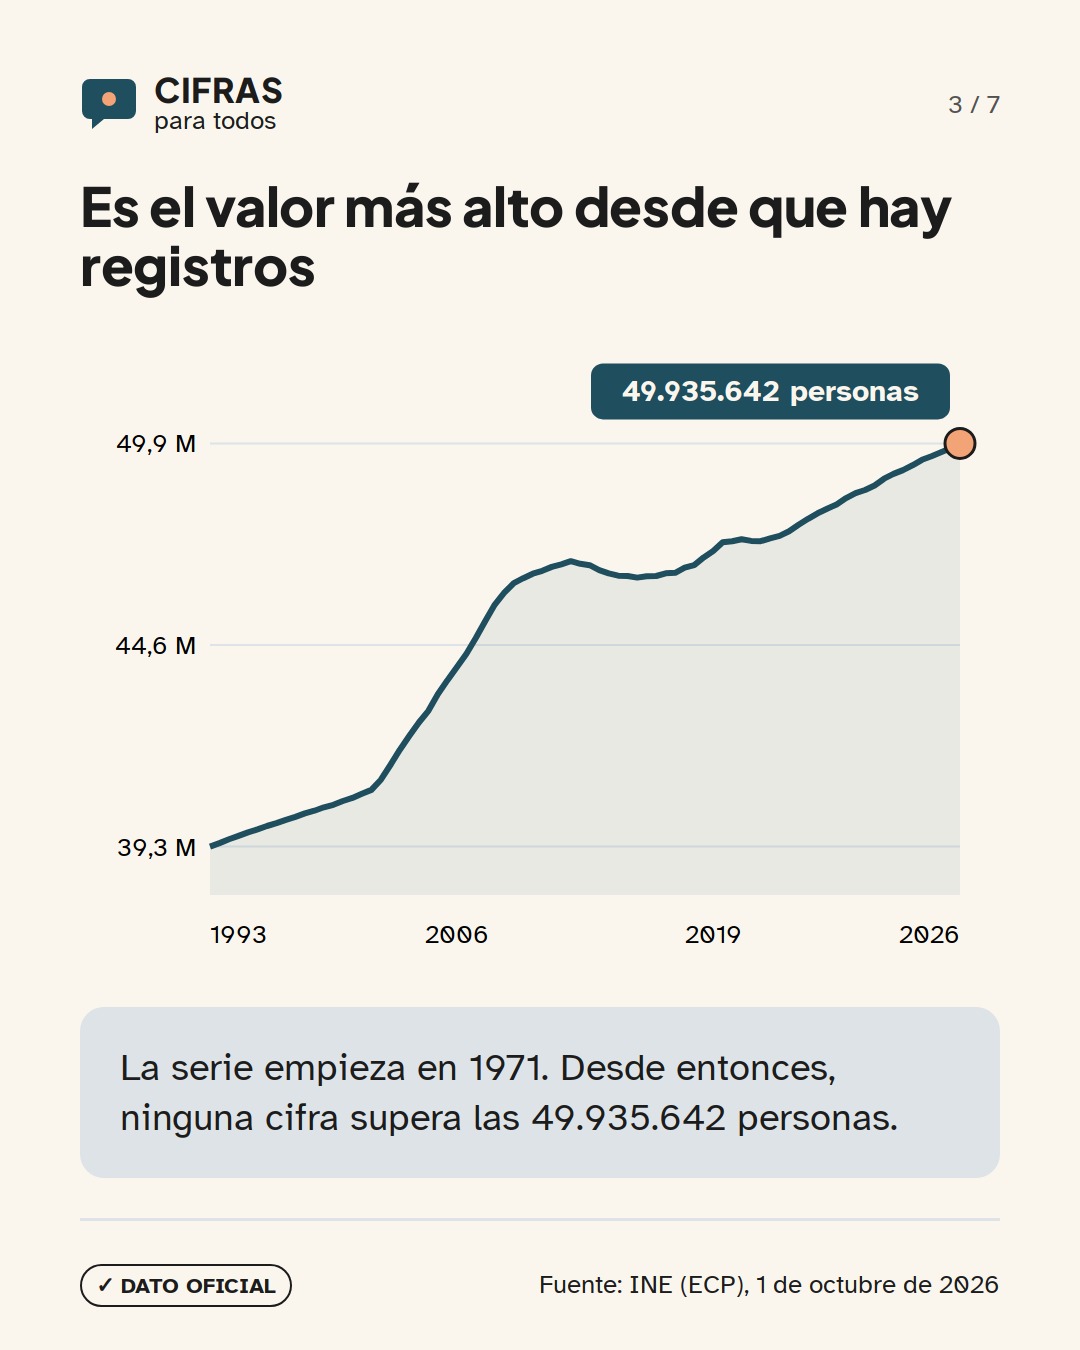 CIFRAS
para todos
3 / 7
Es el valor más alto desde que hay
registros
49.935.642 personas
49,9 M
44,6 M
39,3 M
1993 2006 2019 2026
La serie empieza en 1971. Desde entonces,
ninguna cifra supera las 49.935.642 personas.
✓ DATO OFICIAL
Fuente: INE (ECP), 1 de octubre de 2026